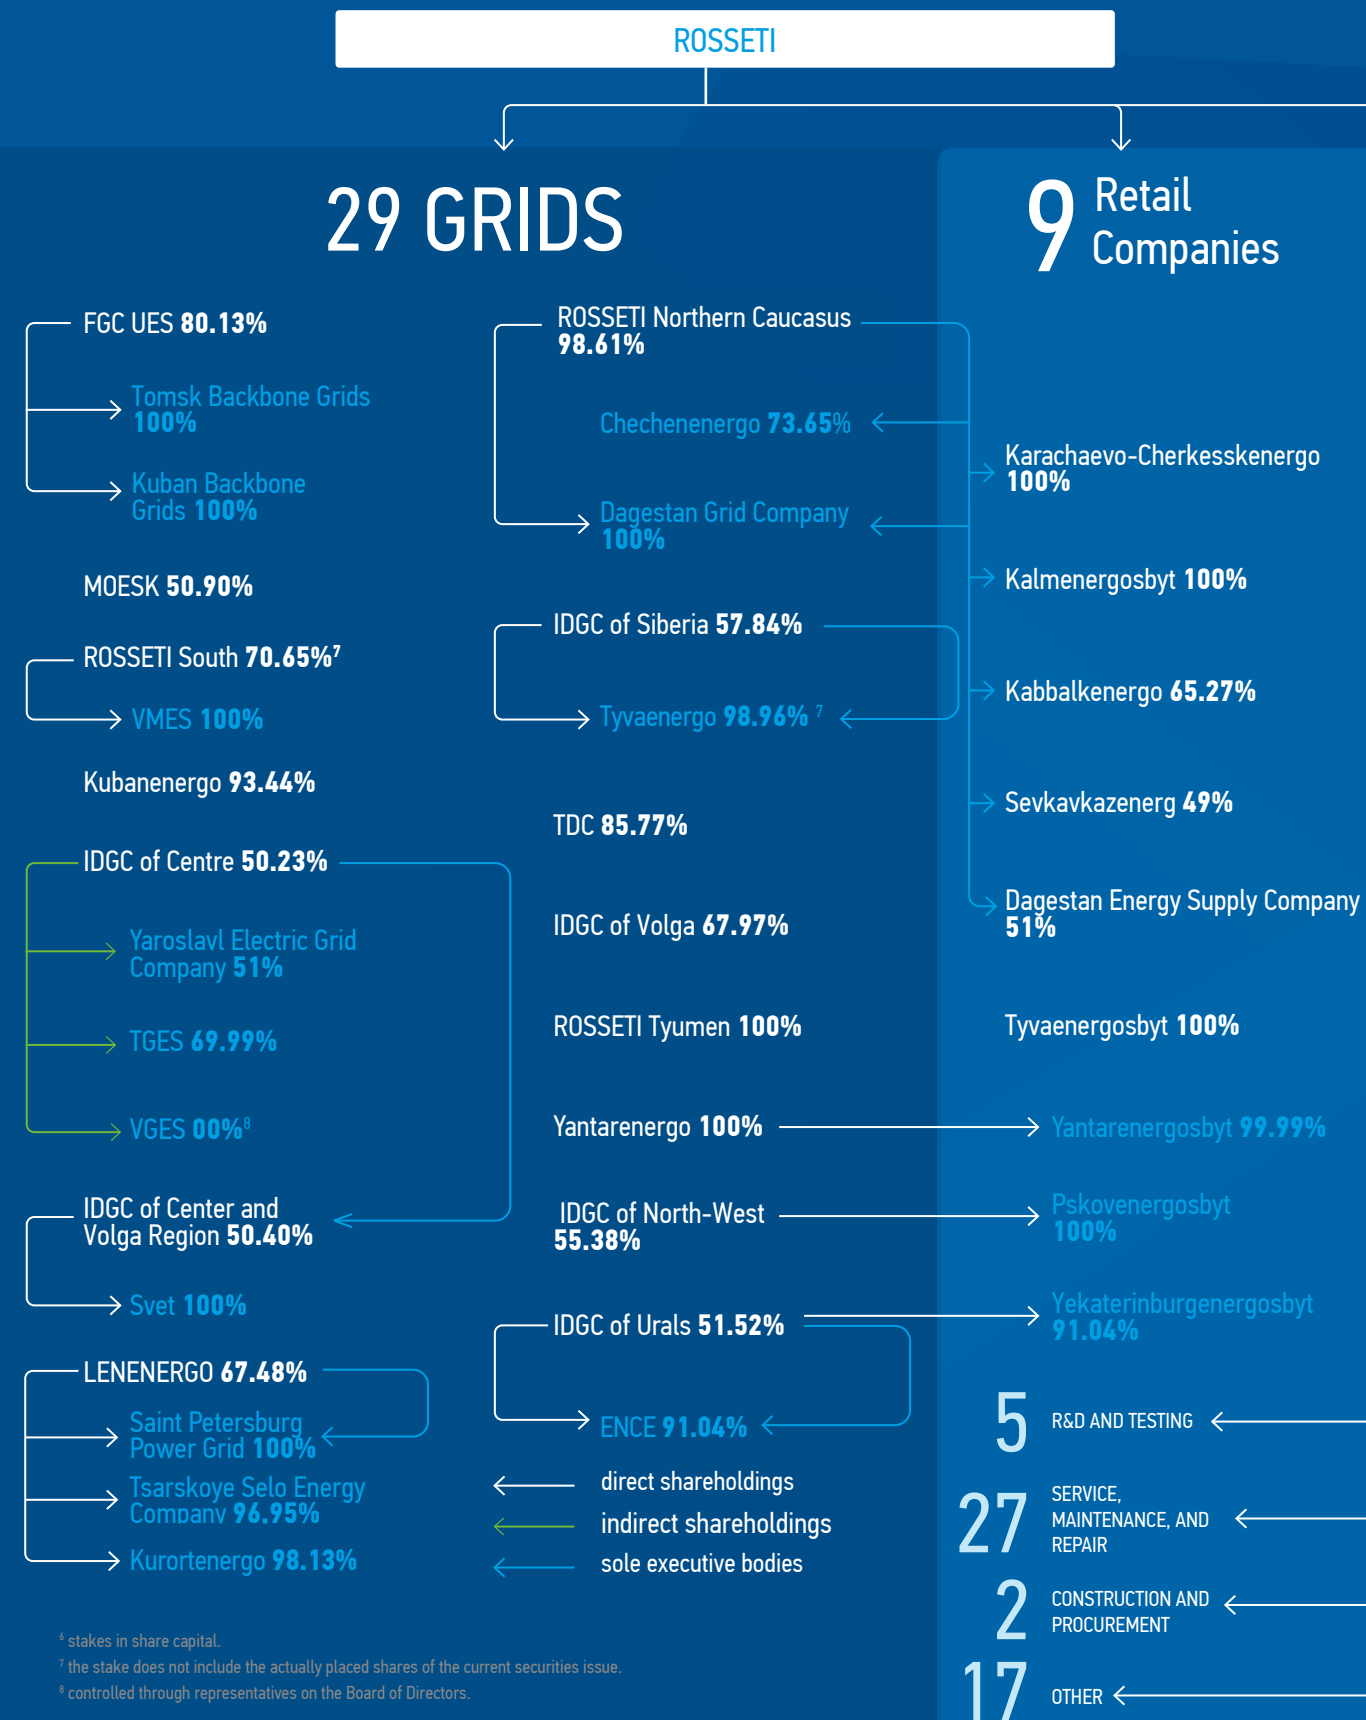 ROSSETI
29 GRIDS
FGC UES 80.13%
Tomsk Backbone Grids
100%
Kuban Backbone
Grids 100%
MOESK 50.90%
ROSSETI South 70.65%⁷
VMES 100%
Kubanenergo 93.44%
IDGC of Centre 50.23%
Yaroslavl Electric Grid
Company 51%
TGES 69.99%
VGES 00%⁸
IDGC of Center and
Volga Region 50.40%
Svet 100%
LENENERGO 67.48%
Saint Petersburg
Power Grid 100%
Tsarskoye Selo Energy
Company 96.95%
Kurortenergo 98.13%
ROSSETI Northern Caucasus
98.61%
Chechenenergo 73.65%
Dagestan Grid Company
100%
IDGC of Siberia 57.84%
Tyvaenergo 98.96% ⁷
TDC 85.77%
IDGC of Volga 67.97%
ROSSETI Tyumen 100%
Yantarenergo 100%
IDGC of North-West
55.38%
IDGC of Urals 51.52%
ENCE 91.04%
direct shareholdings
indirect shareholdings
sole executive bodies
9 Retail
Companies
Karachaevo-Cherkesskenergo
100%
Kalmenergosbyt 100%
Kabbalkenergo 65.27%
Sevkavkazenerg 49%
Dagestan Energy Supply Company
51%
Tyvaenergosbyt 100%
Yantarenergosbyt 99.99%
Pskovenergosbyt
100%
Yekaterinburgenergosbyt
91.04%
5 R&D AND TESTING
27 SERVICE,
MAINTENANCE, AND
REPAIR
2 CONSTRUCTION AND
PROCUREMENT
17 OTHER
⁶ stakes in share capital.
⁷ the stake does not include the actually placed shares of the current securities issue.
⁸ controlled through representatives on the Board of Directors.